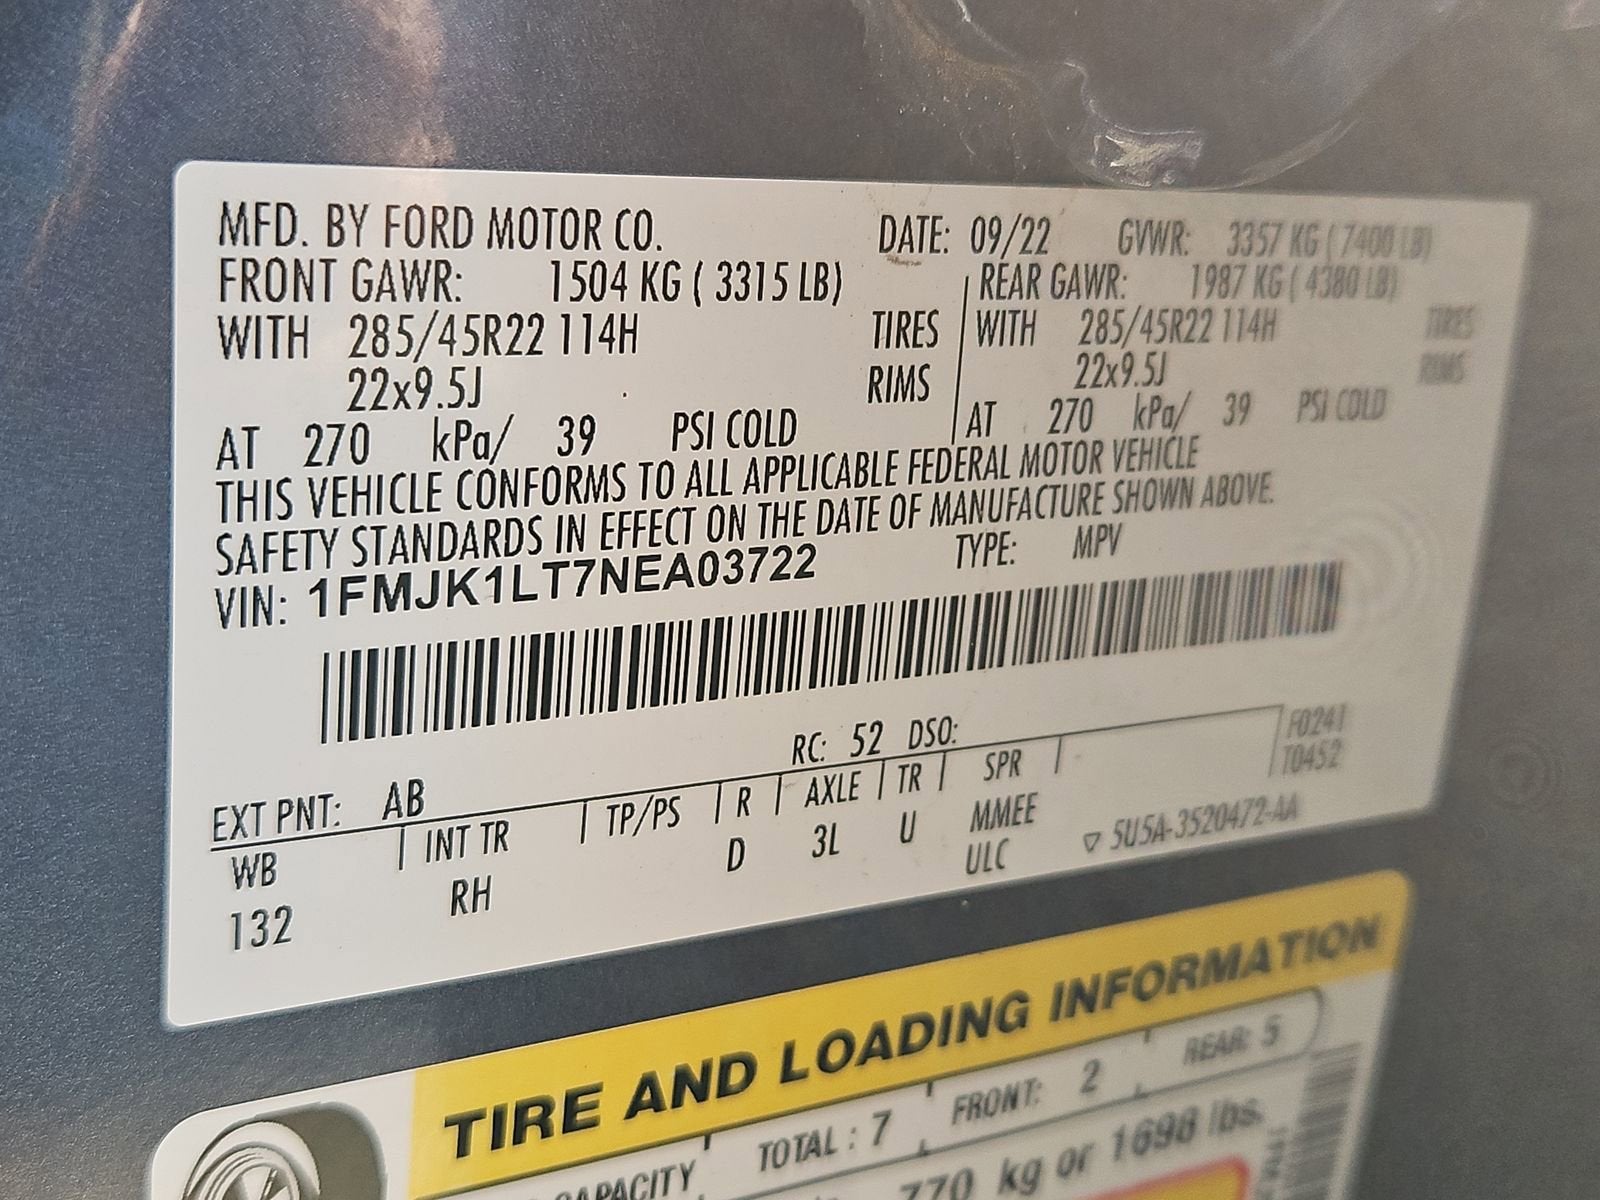 MFD. BY FORD MOTOR CO. DATE: 09/22 GVWR: 3357 KG ( 7400 LB)
FRONT GAWR: 1504 KG ( 3315 LB) REAR GAWR: 1987 KG ( 4380 LB)
WITH 285/45R22 114H TIRES WITH 285/45R22 114H TIRES
22x9.5J RIMS 22x9.5J RIMS
AT 270 kPa/ 39 PSI COLD AT 270 kPa/ 39 PSI COLD
THIS VEHICLE CONFORMS TO ALL APPLICABLE FEDERAL MOTOR VEHICLE
SAFETY STANDARDS IN EFFECT ON THE DATE OF MANUFACTURE SHOWN ABOVE.
VIN: 1FMJK1LT7NEA03722 TYPE: MPV
EXT PNT: AB RC: 52 DSO: F0241
WB INT TR TP/PS R AXLE TR SPR T0452
132 RH D 3L U MMEE
ULC ▽ 5U5A-3520472-AA
TIRE AND LOADING INFORMATION
CAPACITY TOTAL : 7 FRONT: 2 REAR: 5
770 kg or 1698 lbs.